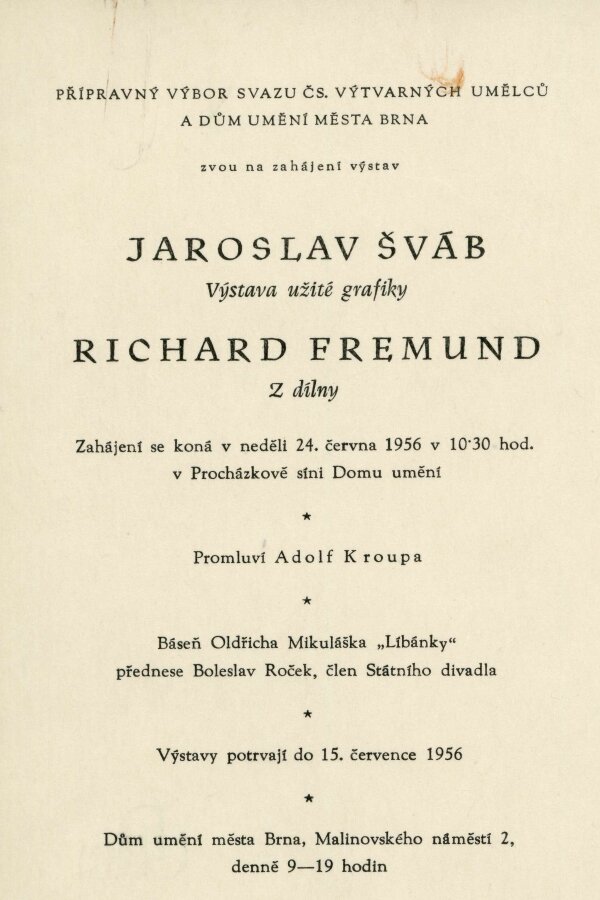 PŘÍPRAVNÝ VÝBOR SVAZU ČS. VÝTVARNÝCH UMĚLCŮ
A DŮM UMĚNÍ MĚSTA BRNA
zvou na zahájení výstav
JAROSLAV ŠVÁB
Výstava užité grafiky
RICHARD FREMUND
Z dílny
Zahájení se koná v neděli 24. června 1956 v 10·30 hod.
v Procházkově síni Domu umění
★
Promluví Adolf Kroupa
★
Báseň Oldřicha Mikuláška „Líbánky“
přednese Boleslav Roček, člen Státního divadla
★
Výstavy potrvají do 15. července 1956
★
Dům umění města Brna, Malinovského náměstí 2,
denně 9—19 hodin